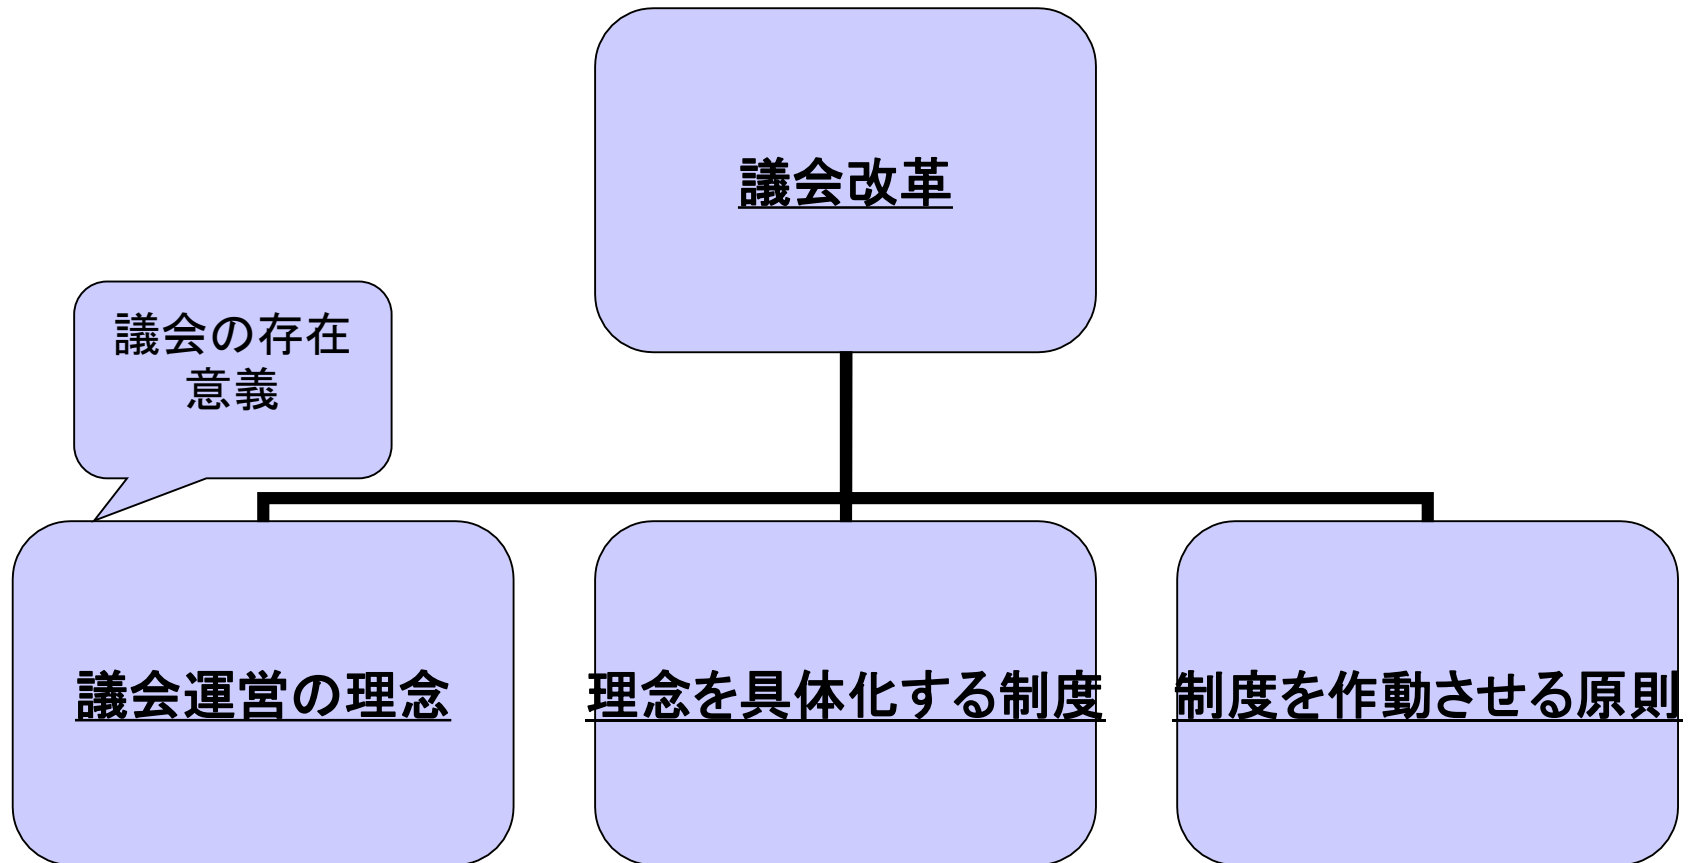 議会改革
議会の存在
意義
議会運営の理念
理念を具体化する制度
制度を作動させる原則